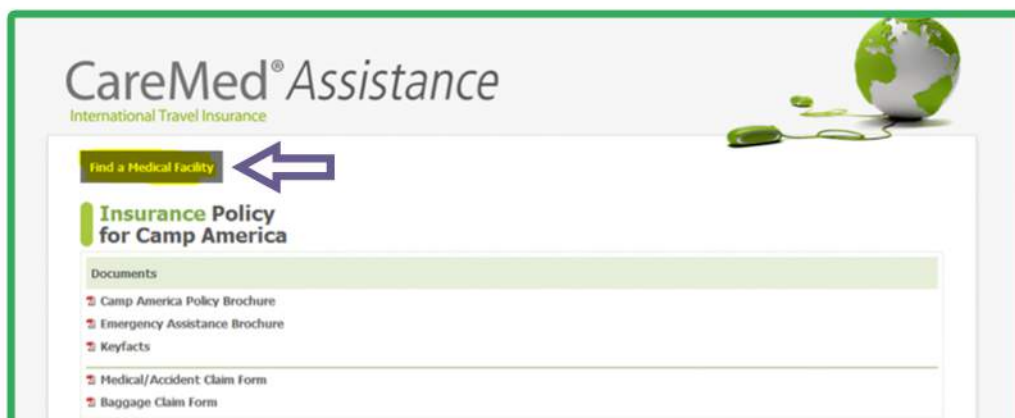 CareMed® Assistance
International Travel Insurance
Find a Medical Facility
Insurance Policy
for Camp America
Documents
Camp America Policy Brochure
Emergency Assistance Brochure
Keyfacts
Medical/Accident Claim Form
Baggage Claim Form